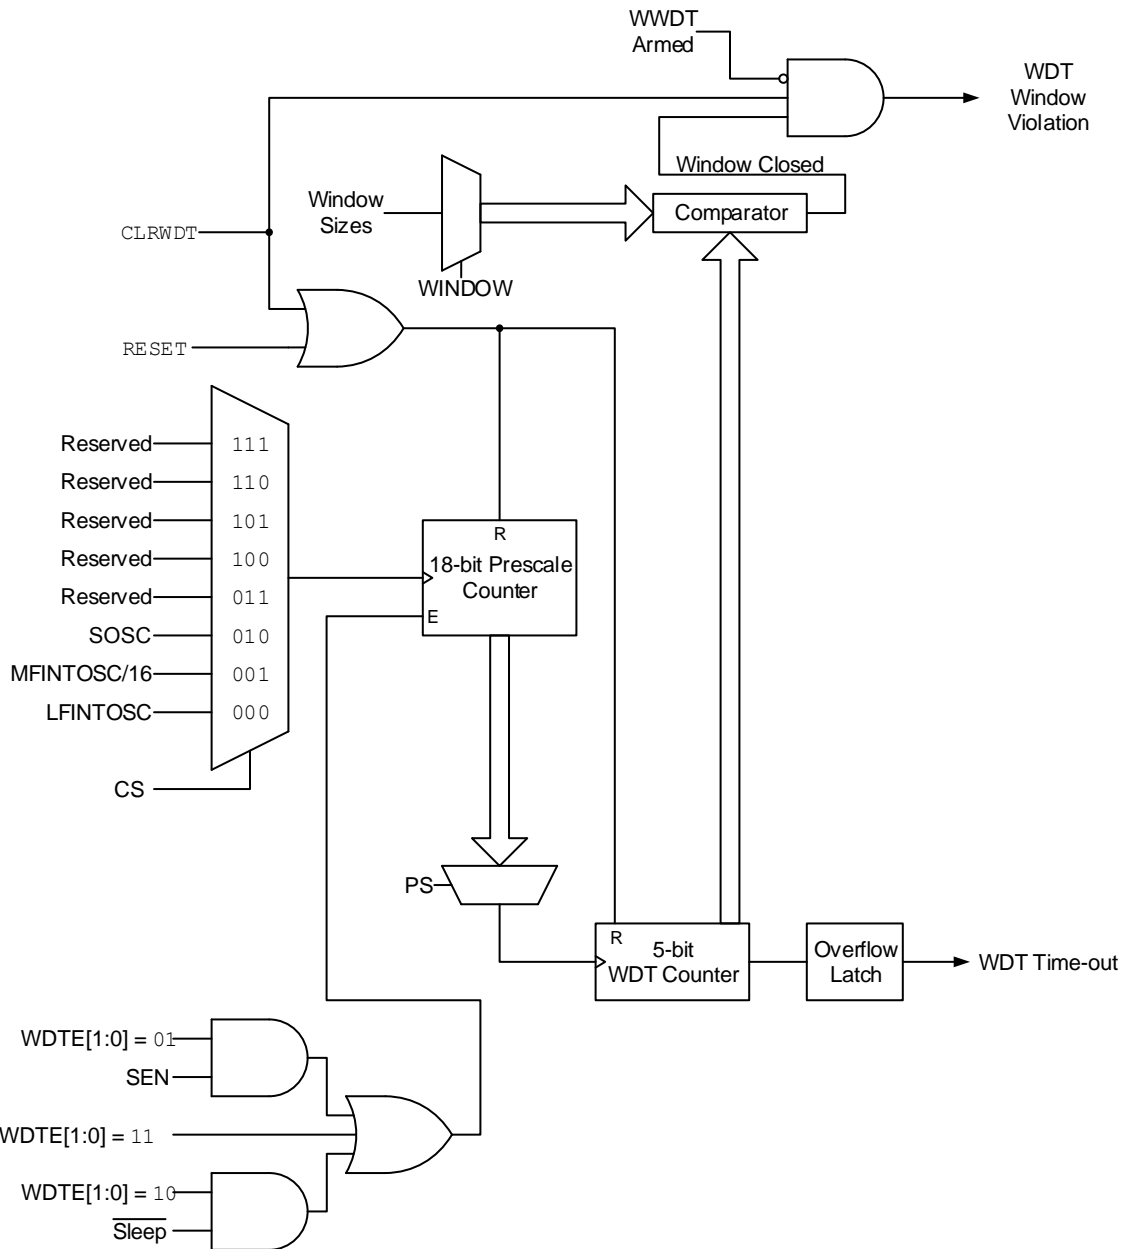 WWDT
Armed
WDT
Window
Violation
Window Closed
Window
Sizes
Comparator
CLRWDT
WINDOW
RESET
Reserved 111
Reserved 110
Reserved 101
Reserved 100
Reserved 011
SOSC 010
MFINTOSC/16 001
LFINTOSC 000
CS
R
18-bit Prescale
Counter
E
PS
R
5-bit
WDT Counter
Overflow
Latch
WDT Time-out
WDTE[1:0] = 01
SEN
WDTE[1:0] = 11
WDTE[1:0] = 10
Sleep